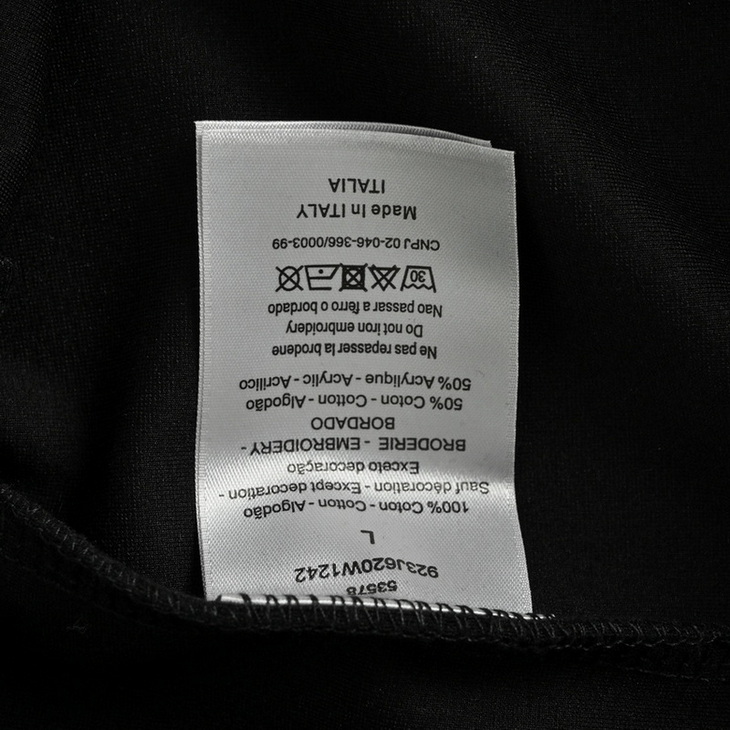 53578
923J620W1242
L
100% Coton - Cotton - Algodão
Sauf décoration - Except decoration -
Exceto decoração
BRODERIE - EMBROIDERY -
BORDADO
50% Coton - Cotton - Algodão
50% Acrylique - Acrylic - Acrilico
Ne pas repasser la broderie
Do not iron embroidery
Nao passar a ferro o bordado
30
CNPJ 02-046-366/0003-99
Made In ITALY
ITALIA